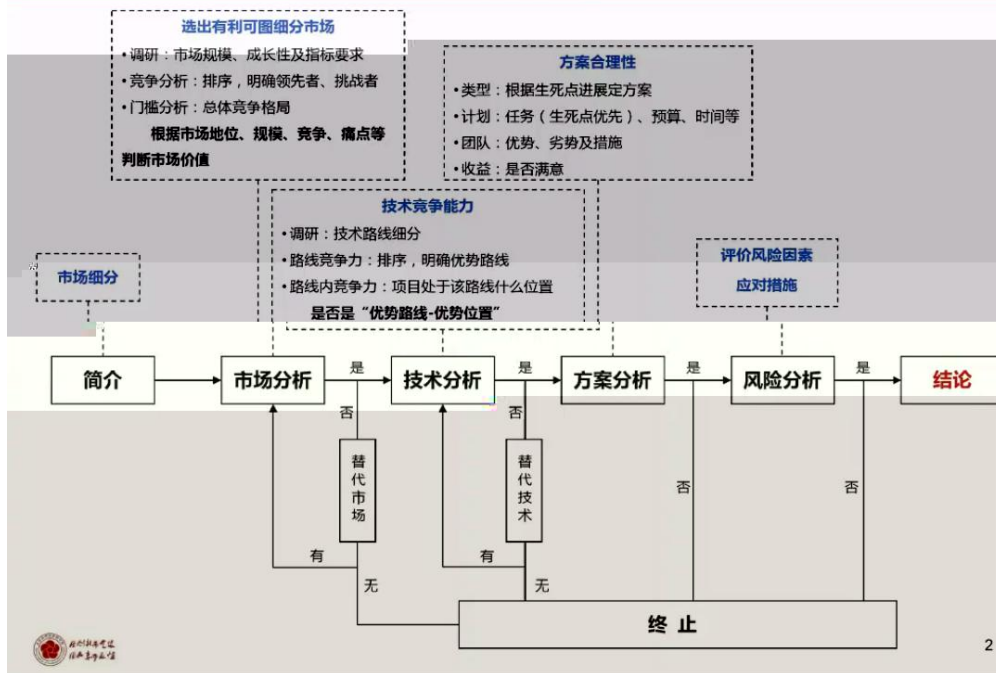 选出有利可图细分市场
•调研：市场规模、成长性及指标要求
•竞争分析：排序，明确领先者、挑战者
•门槛分析：总体竞争格局
根据市场地位、规模、竞争、痛点等
判断市场价值
方案合理性
•类型：根据生死点进展定方案
•计划：任务（生死点优先）、预算、时间等
•团队：优势、劣势及措施
•收益：是否满意
技术竞争能力
•调研：技术路线细分
•路线竞争力：排序，明确优势路线
•路线内竞争力：项目处于该路线什么位置
是否是“优势路线-优势位置”
市场细分
评价风险因素
应对措施
简介
市场分析
是
技术分析
是
方案分析
是
风险分析
是
结论
否
否
替代市场
替代技术
否
否
有
有
无
无
终 止
2